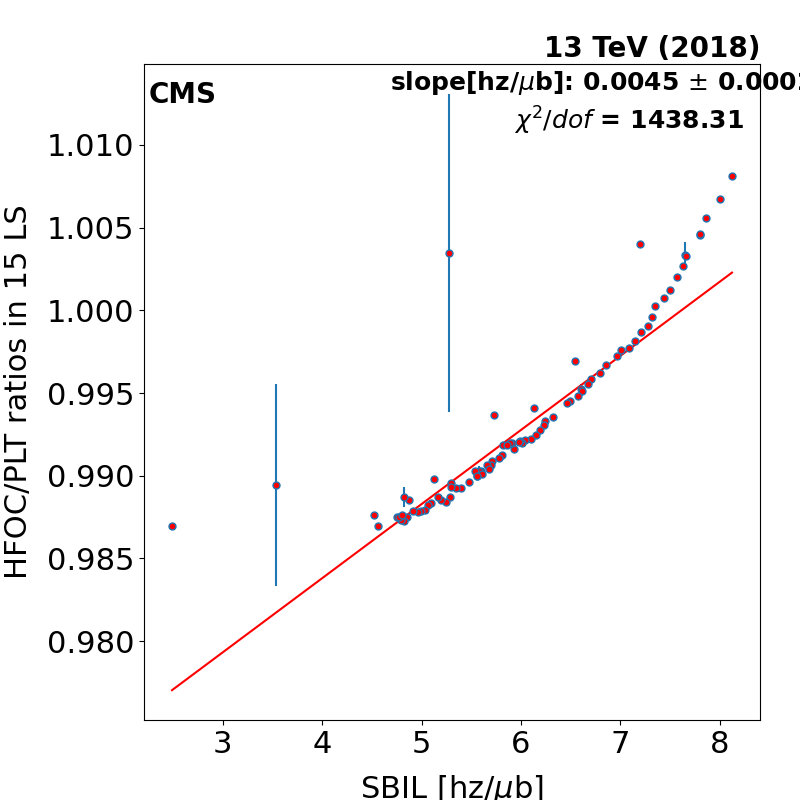 13 TeV (2018)
CMS
slope[hz/μb]: 0.0045 ± 0.000
χ²/dof = 1438.31
HFOC/PLT ratios in 15 LS
1.010
1.005
1.000
0.995
0.990
0.985
0.980
3 4 5 6 7 8
SBIL [hz/μb]